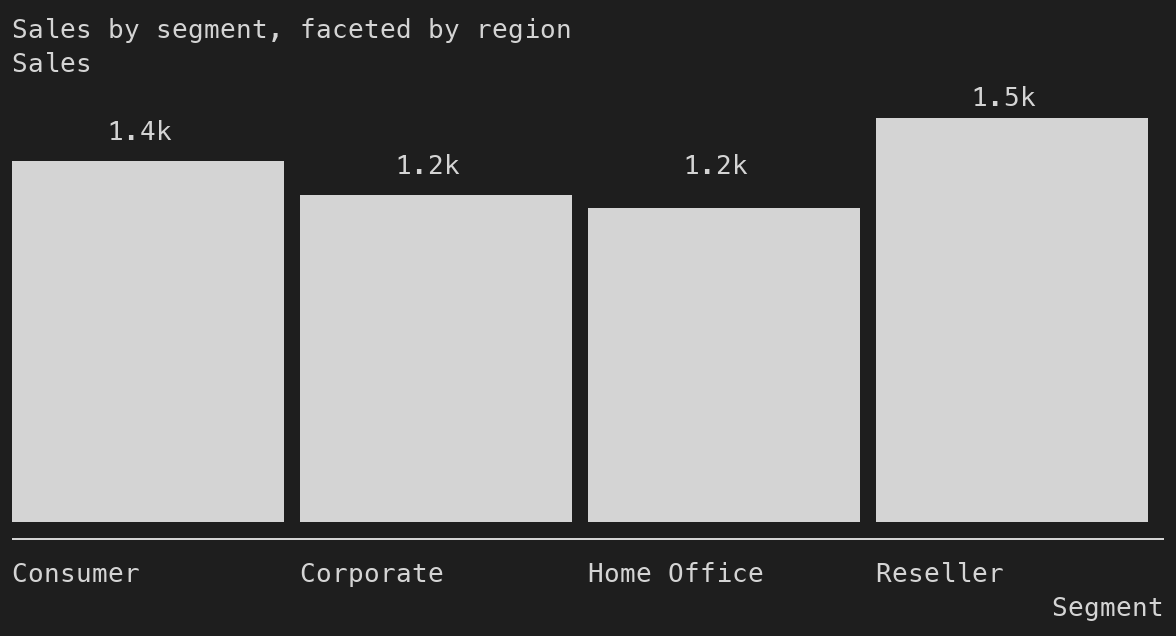 Sales by segment, faceted by region
Sales
1.5k
1.4k
1.2k 1.2k
Consumer Corporate Home Office Reseller
Segment